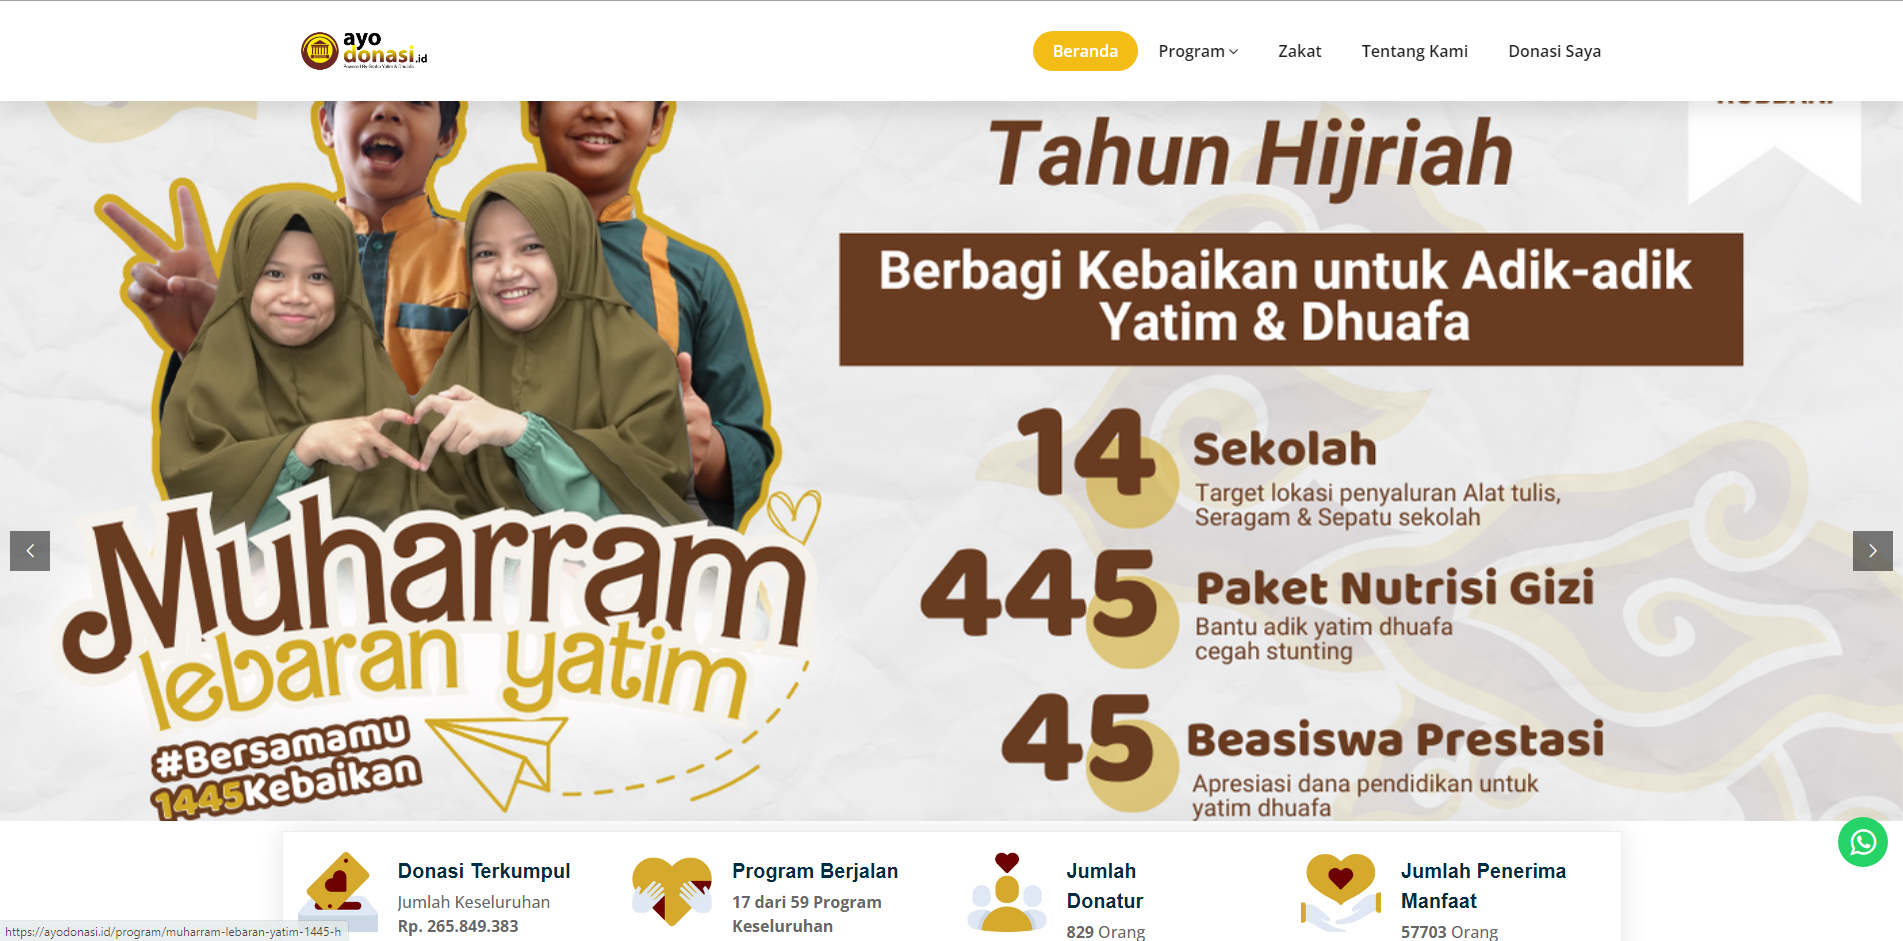 ayo
donasi.id
Beranda
Program
Zakat
Tentang Kami
Donasi Saya
Tahun Hijriah
Berbagi Kebaikan untuk Adik-adik
Yatim & Dhuafa
14 Sekolah
Target lokasi penyaluran Alat tulis,
Seragam & Sepatu sekolah
445 Paket Nutrisi Gizi
Bantu adik yatim dhuafa
cegah stunting
45 Beasiswa Prestasi
Apresiasi dana pendidikan untuk
yatim dhuafa
Muharram
lebaran yatim
#Bersamamu
1445Kebaikan
Donasi Terkumpul
Jumlah Keseluruhan
Rp. 265.849.383
Program Berjalan
17 dari 59 Program
Keseluruhan
Jumlah
Donatur
829 Orang
Jumlah Penerima
Manfaat
57703 Orang
https://ayodonasi.id/program/muharram-lebaran-yatim-1445-h